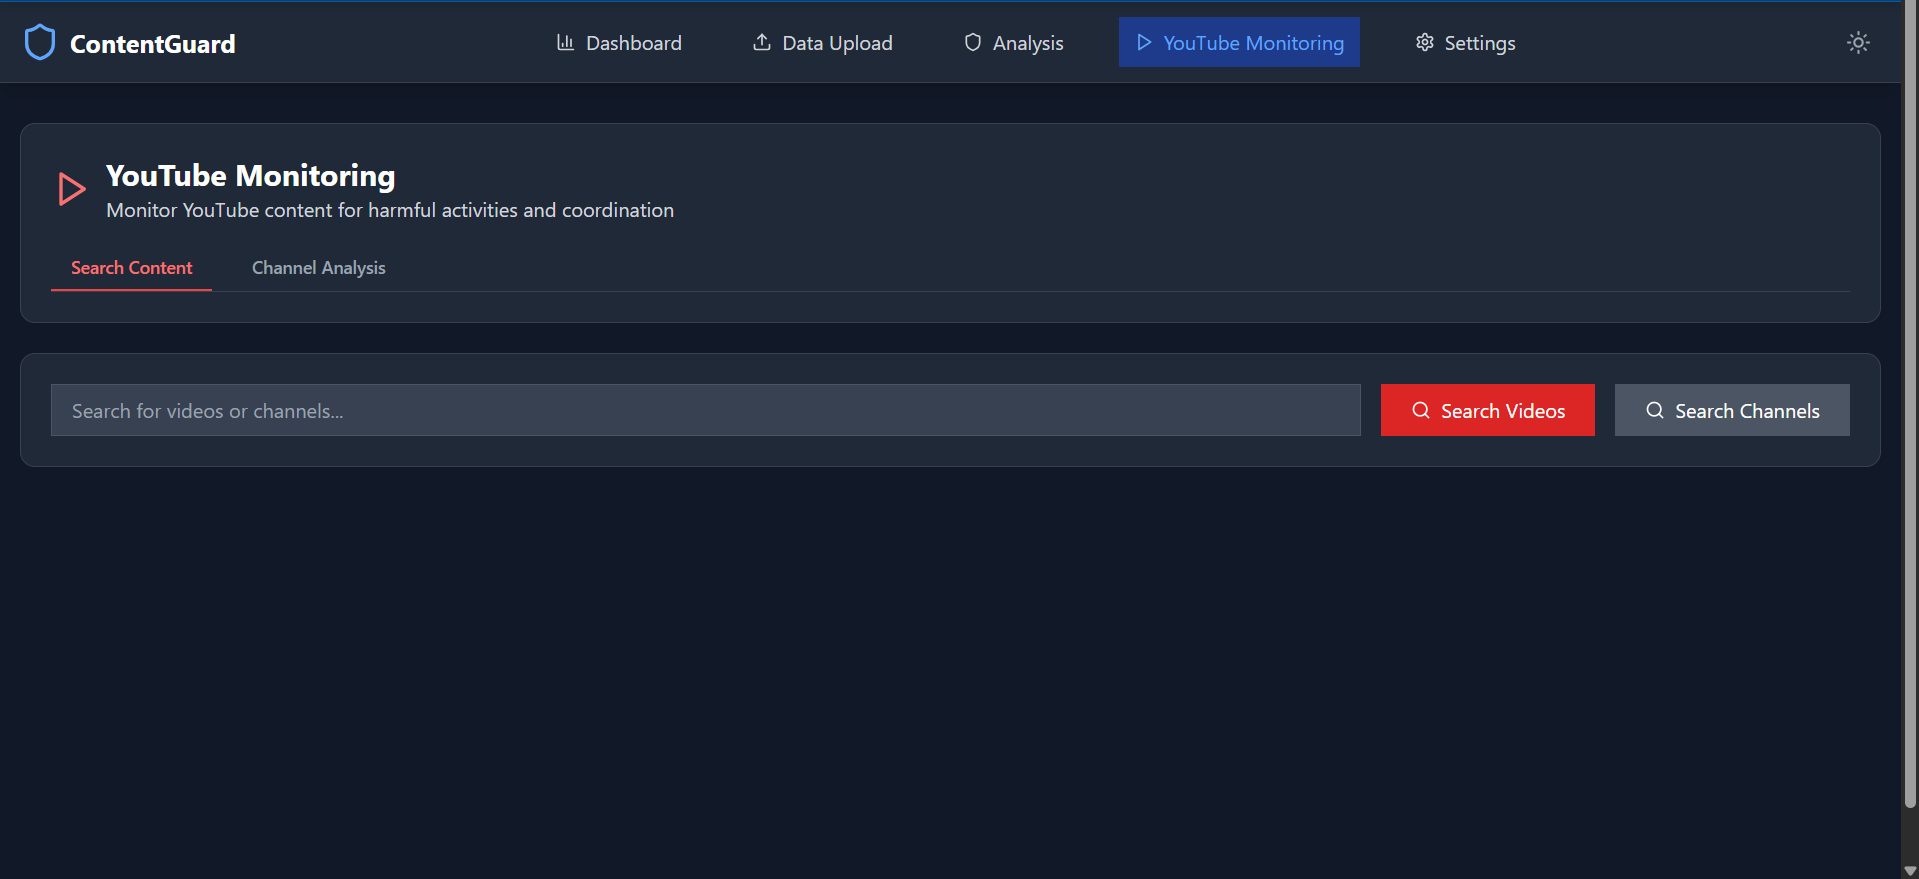 ContentGuard
Dashboard
Data Upload
Analysis
YouTube Monitoring
Settings
YouTube Monitoring
Monitor YouTube content for harmful activities and coordination
Search Content
Channel Analysis
Search for videos or channels...
Search Videos
Search Channels